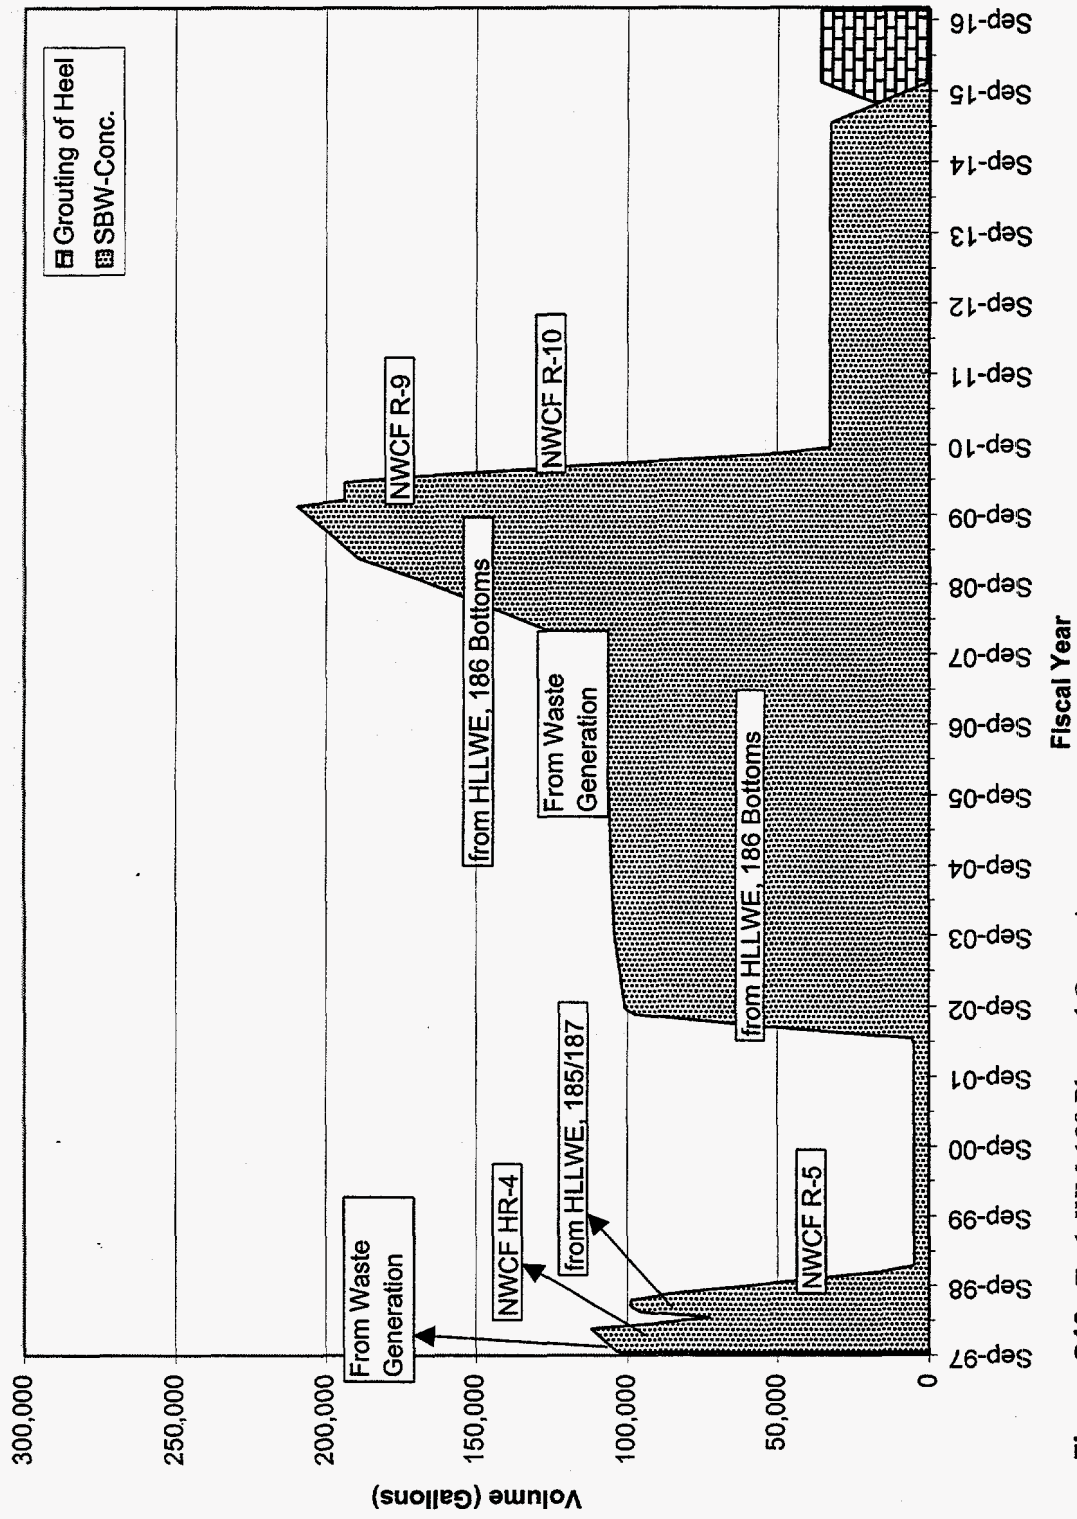 Grouting of Heel
SBW-Conc.
300,000
250,000
200,000
150,000
100,000
50,000
0
Volume (Gallons)
From Waste
Generation
NWCF HR-4
from HLLWE, 185/187
NWCF R-5
from HLLWE, 186 Bottoms
From Waste
Generation
from HLLWE, 186 Bottoms
NWCF R-9
NWCF R-10
Sep-97
Sep-98
Sep-99
Sep-00
Sep-01
Sep-02
Sep-03
Sep-04
Sep-05
Sep-06
Sep-07
Sep-08
Sep-09
Sep-10
Sep-11
Sep-12
Sep-13
Sep-14
Sep-15
Sep-16
Fiscal Year